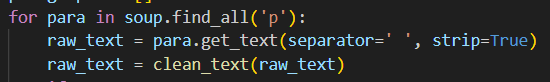 for para in soup.find_all('p'):
    raw_text = para.get_text(separator=' ', strip=True)
    raw_text = clean_text(raw_text)